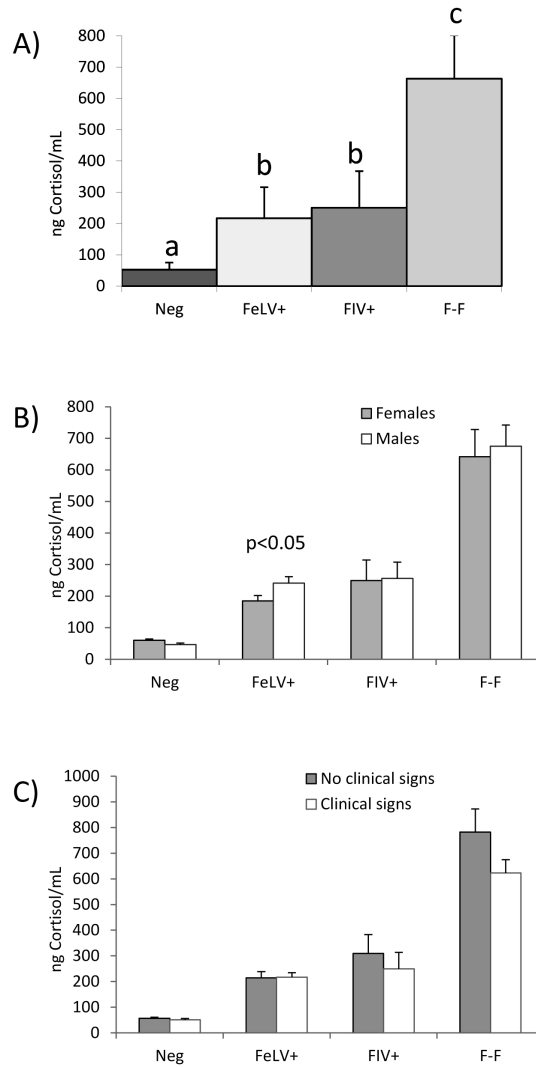 A)
c
800
700
600
500
400
300
200
100
0
ng Cortisol/mL
a
b
b
Neg FeLV+ FIV+ F-F
B)
800
700
600
500
400
300
200
100
0
ng Cortisol/mL
Females
Males
p<0.05
Neg FeLV+ FIV+ F-F
C)
1000
900
800
700
600
500
400
300
200
100
0
ng Cortisol/mL
No clinical signs
Clinical signs
Neg FeLV+ FIV+ F-F